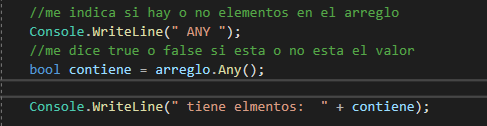 //me indica si hay o no elementos en el arreglo
Console.WriteLine(" ANY ");
//me dice true o false si esta o no esta el valor
bool contiene = arreglo.Any();
Console.WriteLine(" tiene elmentos:  " + contiene);